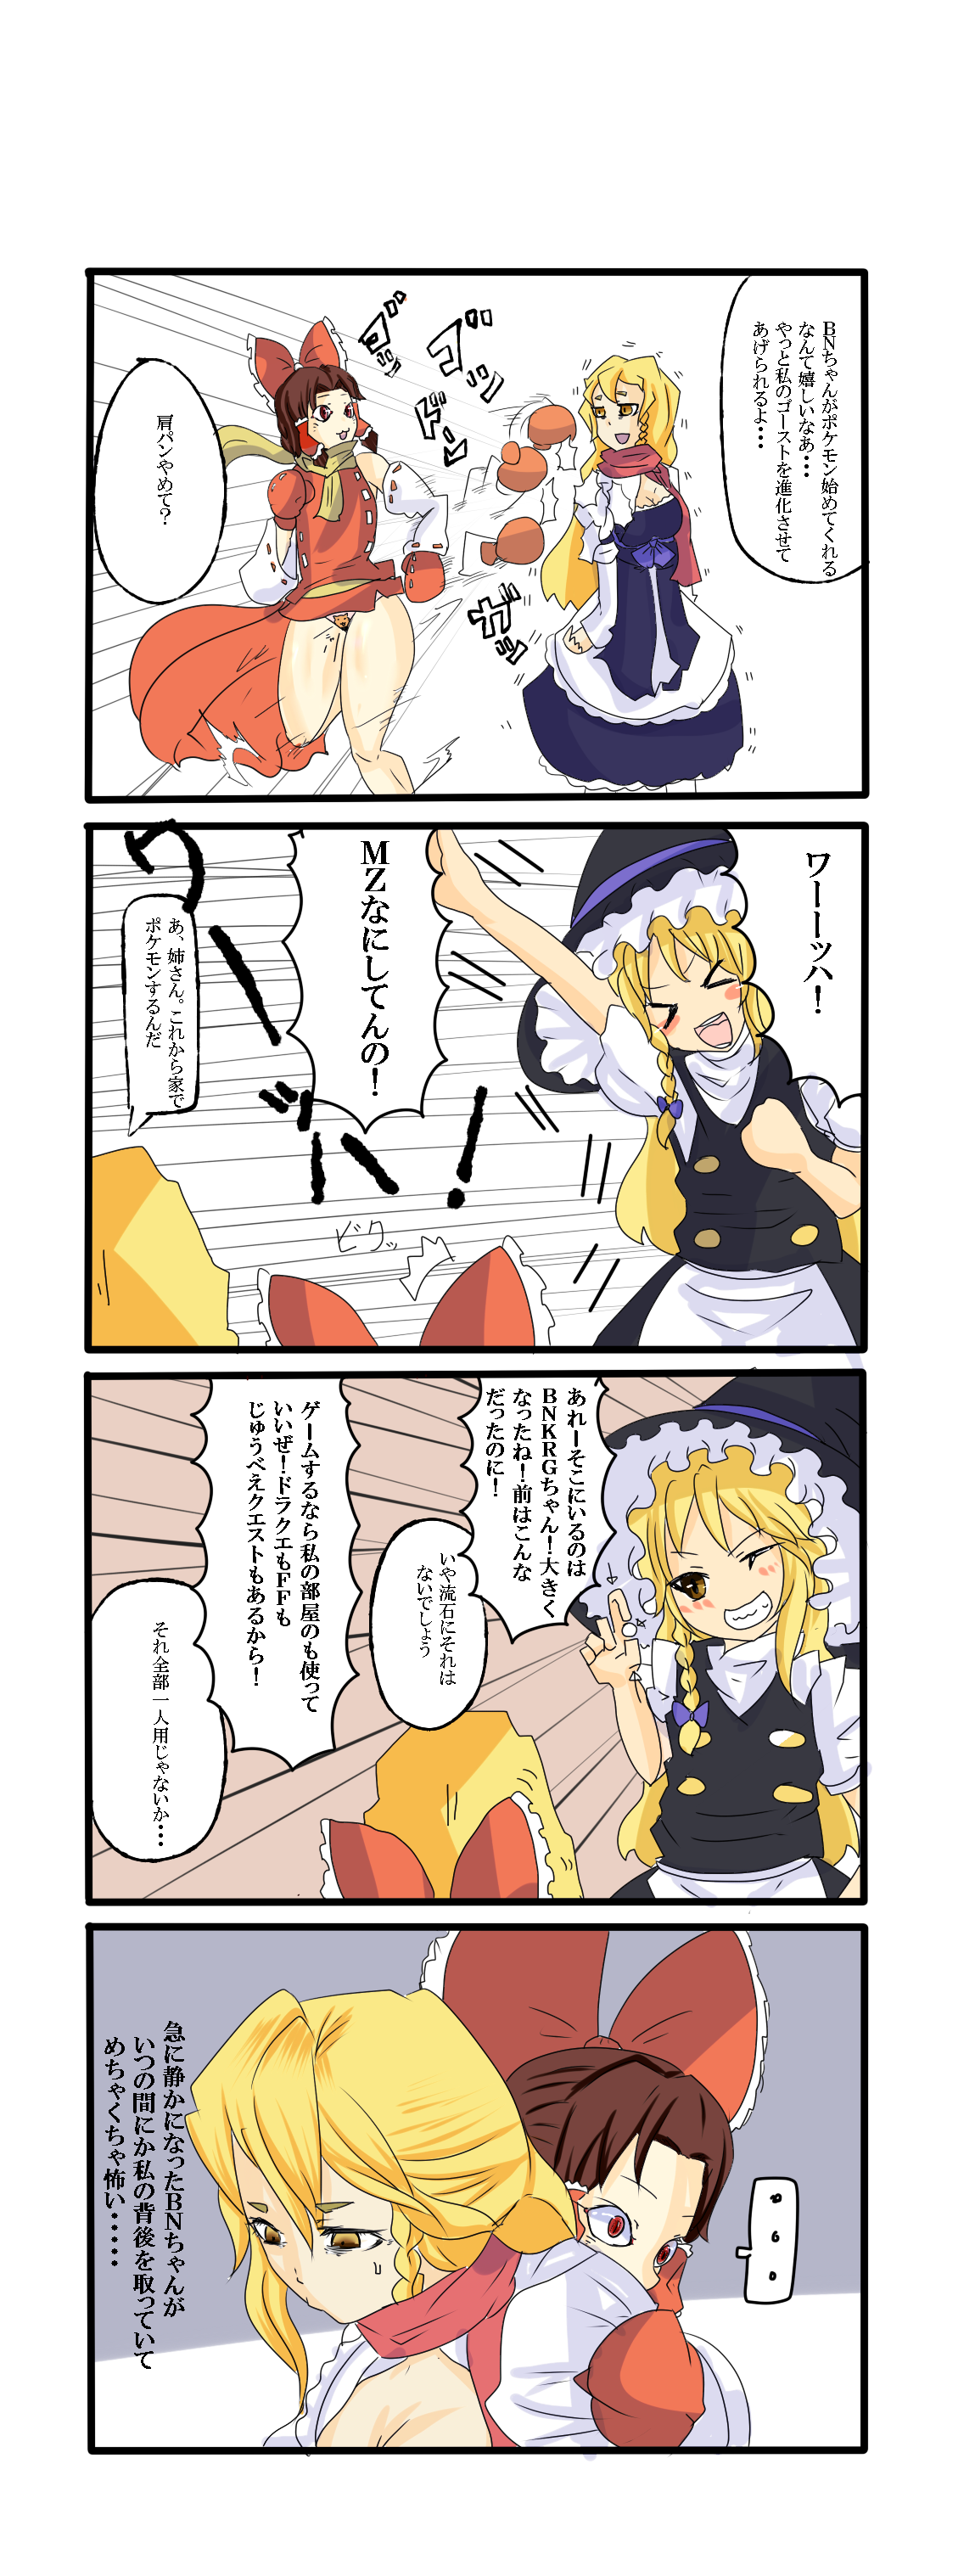 BNちゃんがポケモン始めてくれる
なんて嬉しいなあ・・・
やっと私のゴーストを進化させて
あげられるよ・・・
ゴッ
ゴッ
ドン
ガッ
肩パンやめて?
ワーーッハ!
MZなにしてんの!
ワーッハ!
あ、姉さん。これから家で
ポケモンするんだ
ビクッ
あれーそこにいるのは
BNKRGちゃん!大きく
なったね!前はこんな
だったのに!
いや流石にそれは
ないでしょう
ゲームするなら私の部屋のも使って
いいぜ!ドラクエもFFも
じゅうべえクエストもあるから!
それ全部一人用じゃないか・・・
急に静かになったBNちゃんが
いつの間にか私の背後を取っていて
めちゃくちゃ怖い・・・・・